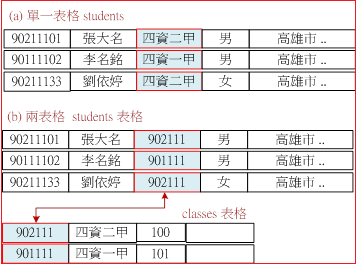 (a) 單一表格 students
90211101 張大名 四資二甲 男 高雄市 ..
90111102 李名銘 四資一甲 男 高雄市 ..
90211133 劉依婷 四資二甲 女 高雄市 ..
(b) 兩表格 students 表格
90211101 張大名 902111 男 高雄市 ..
90111102 李名銘 901111 男 高雄市 ..
90211133 劉依婷 902111 女 高雄市 ..
classes 表格
902111 四資二甲 100
901111 四資一甲 101